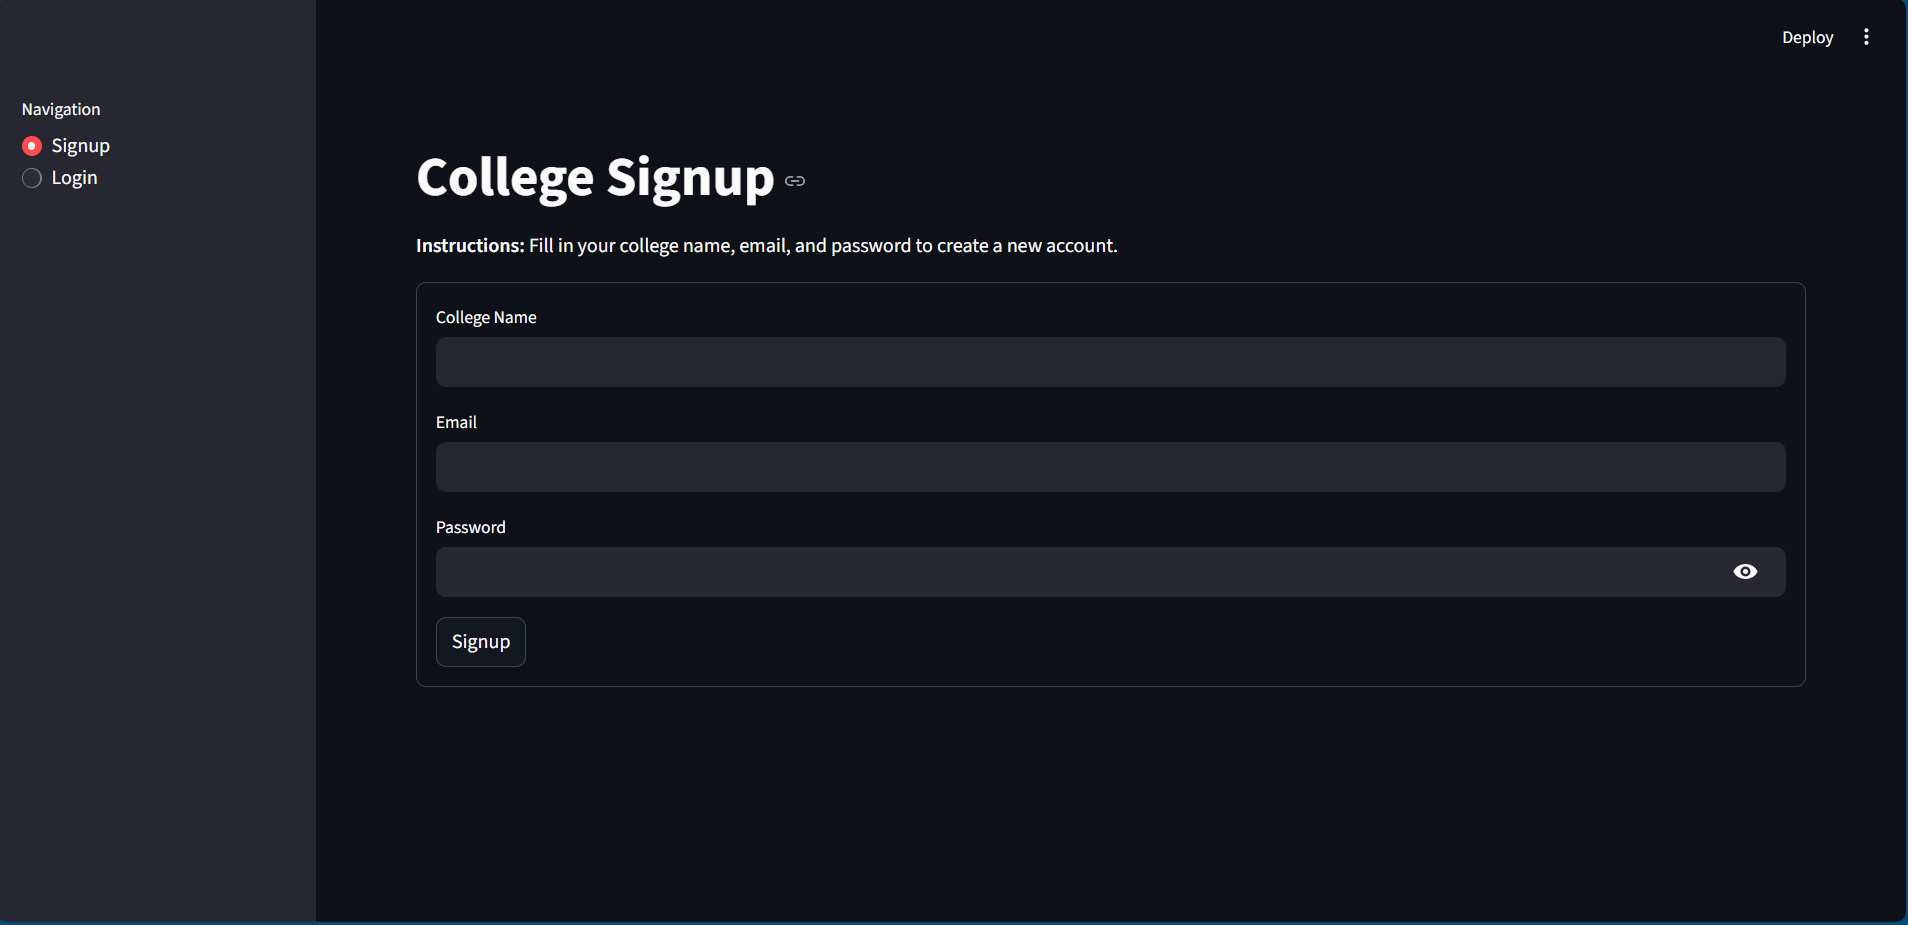 Deploy
Navigation
Signup
Login
College Signup
Instructions: Fill in your college name, email, and password to create a new account.
College Name
Email
Password
Signup